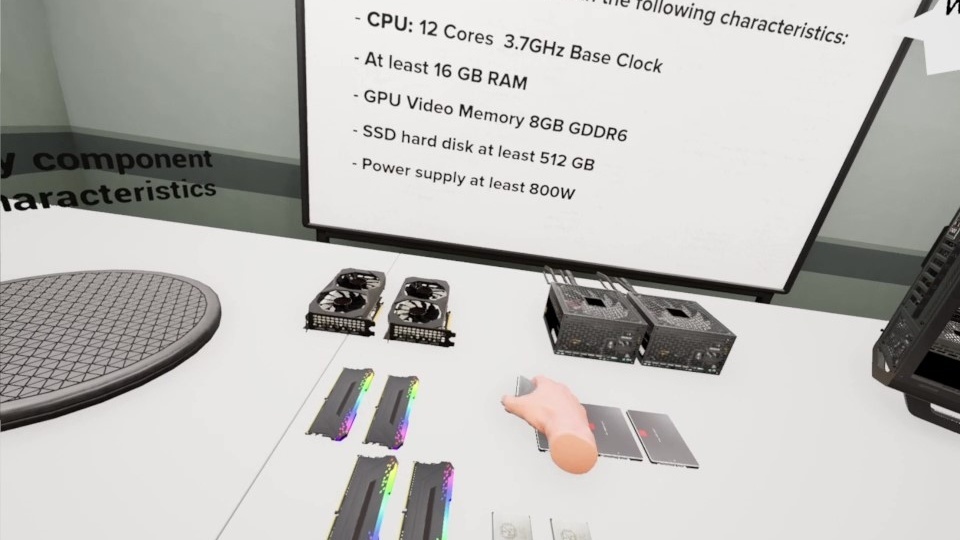 the following characteristics:
- CPU: 12 Cores 3.7GHz Base Clock
- At least 16 GB RAM
- GPU Video Memory 8GB GDDR6
- SSD hard disk at least 512 GB
- Power supply at least 800W
y component
haracteristics
W